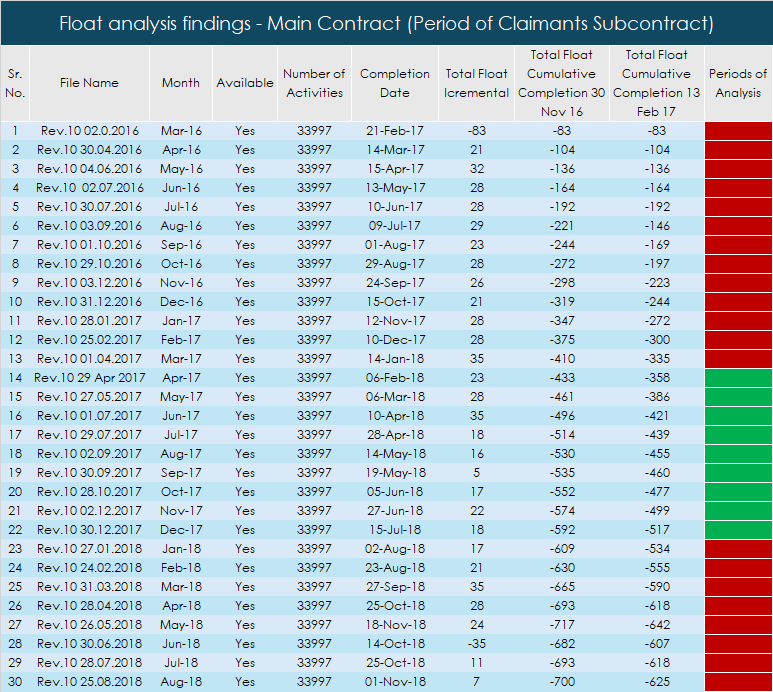 Float analysis findings - Main Contract (Period of Claimants Subcontract)
Sr. No. File Name Month Available Number of Activities Completion Date Total Float Icremental Total Float Cumulative Completion 30 Nov 16 Total Float Cumulative Completion 13 Feb 17 Periods of Analysis
1 Rev.10 02.0.2016 Mar-16 Yes 33997 21-Feb-17 -83 -83 -83
2 Rev.10 30.04.2016 Apr-16 Yes 33997 14-Mar-17 21 -104 -104
3 Rev.10 04.06.2016 May-16 Yes 33997 15-Apr-17 32 -136 -136
4 Rev.10 02.07.2016 Jun-16 Yes 33997 13-May-17 28 -164 -164
5 Rev.10 30.07.2016 Jul-16 Yes 33997 10-Jun-17 28 -192 -192
6 Rev.10 03.09.2016 Aug-16 Yes 33997 09-Jul-17 29 -221 -146
7 Rev.10 01.10.2016 Sep-16 Yes 33997 01-Aug-17 23 -244 -169
8 Rev.10 29.10.2016 Oct-16 Yes 33997 29-Aug-17 28 -272 -197
9 Rev.10 03.12.2016 Nov-16 Yes 33997 24-Sep-17 26 -298 -223
10 Rev.10 31.12.2016 Dec-16 Yes 33997 15-Oct-17 21 -319 -244
11 Rev.10 28.01.2017 Jan-17 Yes 33997 12-Nov-17 28 -347 -272
12 Rev.10 25.02.2017 Feb-17 Yes 33997 10-Dec-17 28 -375 -300
13 Rev.10 01.04.2017 Mar-17 Yes 33997 14-Jan-18 35 -410 -335
14 Rev.10 29 Apr 2017 Apr-17 Yes 33997 06-Feb-18 23 -433 -358
15 Rev.10 27.05.2017 May-17 Yes 33997 06-Mar-18 28 -461 -386
16 Rev.10 01.07.2017 Jun-17 Yes 33997 10-Apr-18 35 -496 -421
17 Rev.10 29.07.2017 Jul-17 Yes 33997 28-Apr-18 18 -514 -439
18 Rev.10 02.09.2017 Aug-17 Yes 33997 14-May-18 16 -530 -455
19 Rev.10 30.09.2017 Sep-17 Yes 33997 19-May-18 5 -535 -460
20 Rev.10 28.10.2017 Oct-17 Yes 33997 05-Jun-18 17 -552 -477
21 Rev.10 02.12.2017 Nov-17 Yes 33997 27-Jun-18 22 -574 -499
22 Rev.10 30.12.2017 Dec-17 Yes 33997 15-Jul-18 18 -592 -517
23 Rev.10 27.01.2018 Jan-18 Yes 33997 02-Aug-18 17 -609 -534
24 Rev.10 24.02.2018 Feb-18 Yes 33997 23-Aug-18 21 -630 -555
25 Rev.10 31.03.2018 Mar-18 Yes 33997 27-Sep-18 35 -665 -590
26 Rev.10 28.04.2018 Apr-18 Yes 33997 25-Oct-18 28 -693 -618
27 Rev.10 26.05.2018 May-18 Yes 33997 18-Nov-18 24 -717 -642
28 Rev.10 30.06.2018 Jun-18 Yes 33997 14-Oct-18 -35 -682 -607
29 Rev.10 28.07.2018 Jul-18 Yes 33997 25-Oct-18 11 -693 -618
30 Rev.10 25.08.2018 Aug-18 Yes 33997 01-Nov-18 7 -700 -625